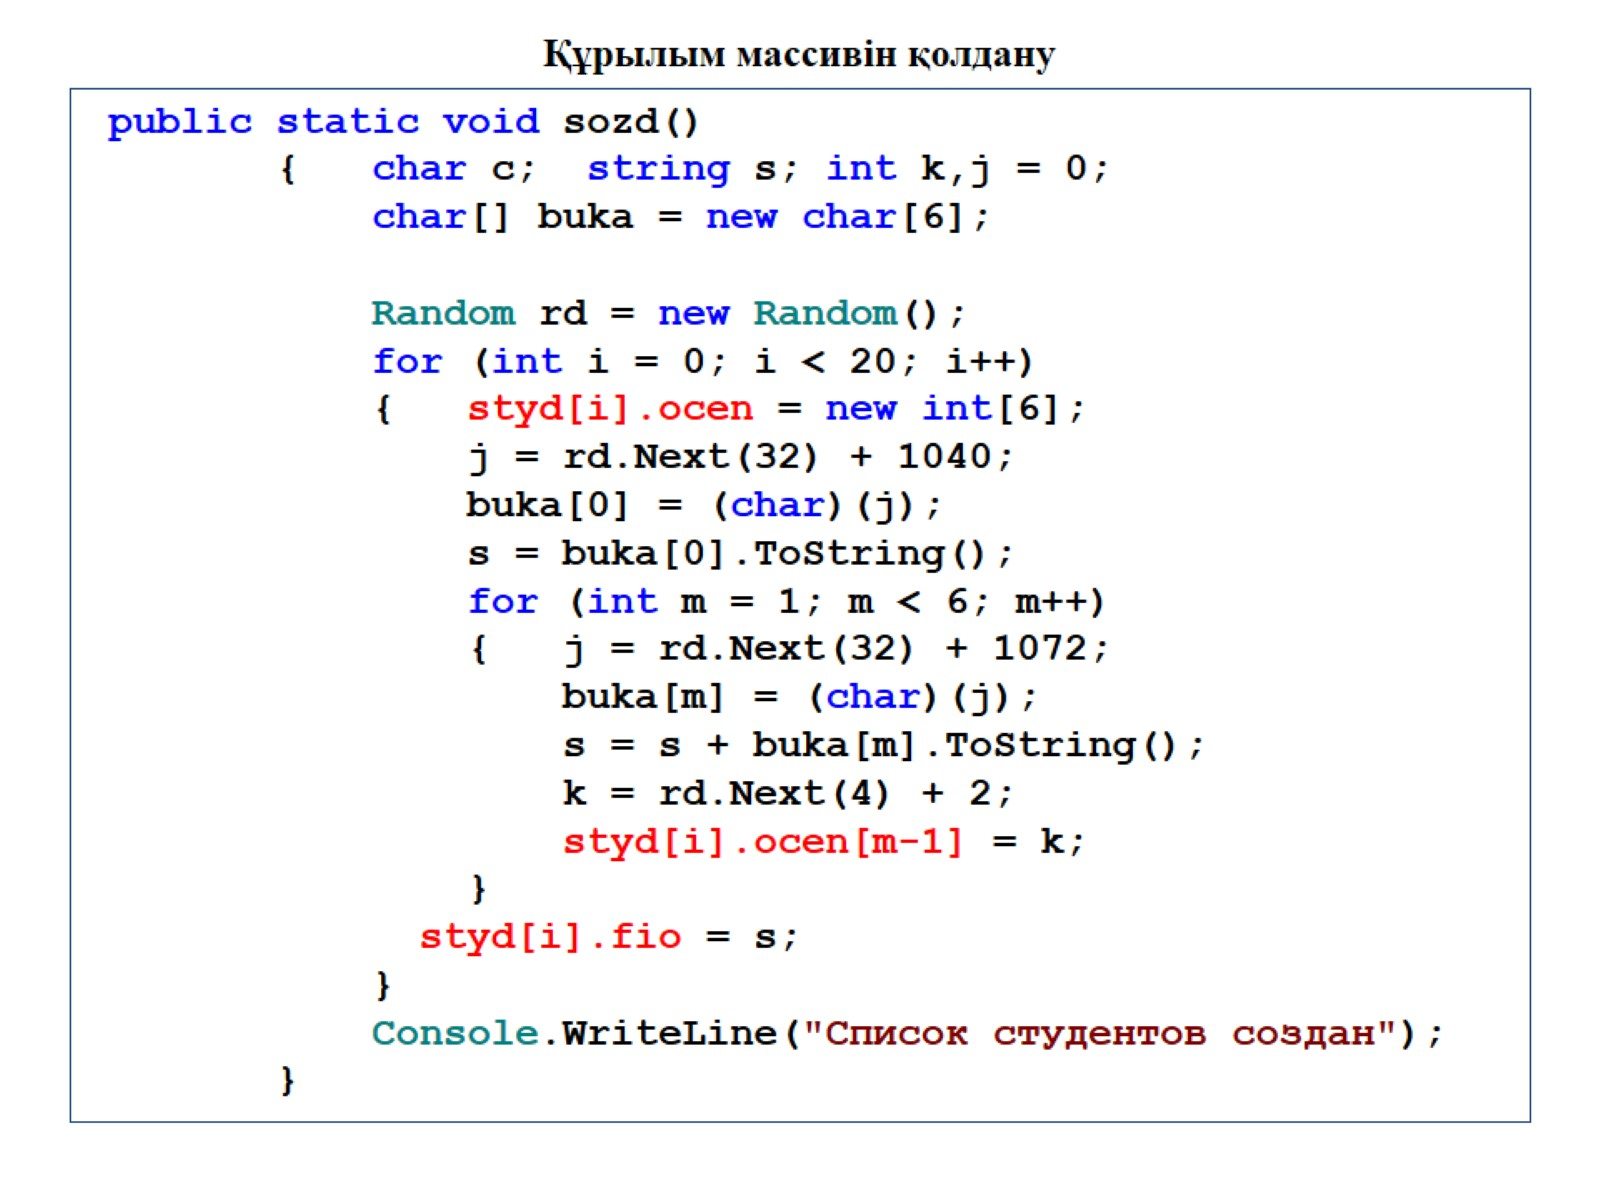 Құрылым массивін қолдану
public static void sozd()
{ char c; string s; int k,j = 0;
char[] buka = new char[6];
Random rd = new Random();
for (int i = 0; i < 20; i++)
{ styd[i].ocen = new int[6];
j = rd.Next(32) + 1040;
buka[0] = (char)(j);
s = buka[0].ToString();
for (int m = 1; m < 6; m++)
{ j = rd.Next(32) + 1072;
buka[m] = (char)(j);
s = s + buka[m].ToString();
k = rd.Next(4) + 2;
styd[i].ocen[m-1] = k;
}
styd[i].fio = s;
}
Console.WriteLine("Список студентов создан");
}